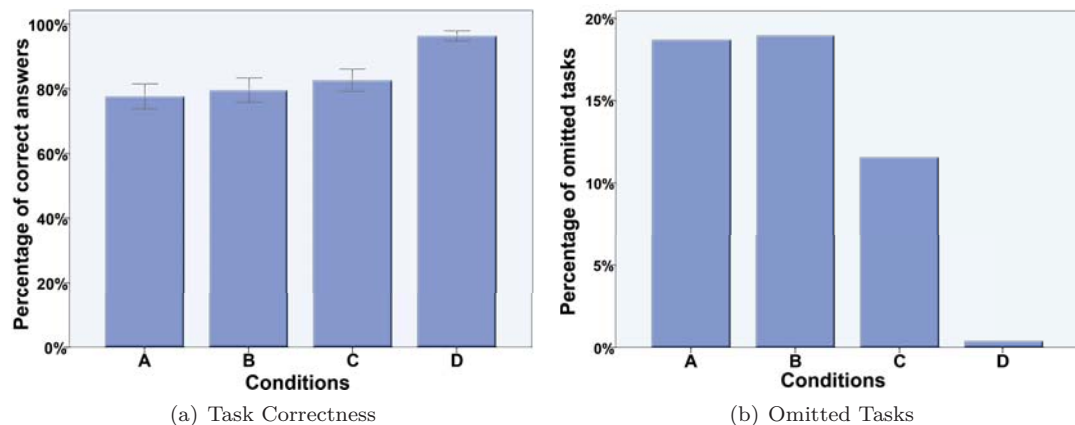 Percentage of correct answers
100%
80%
60%
40%
20%
0%
A B C D
Conditions
(a) Task Correctness
Percentage of omitted tasks
20%
15%
10%
5%
0%
A B C D
Conditions
(b) Omitted Tasks